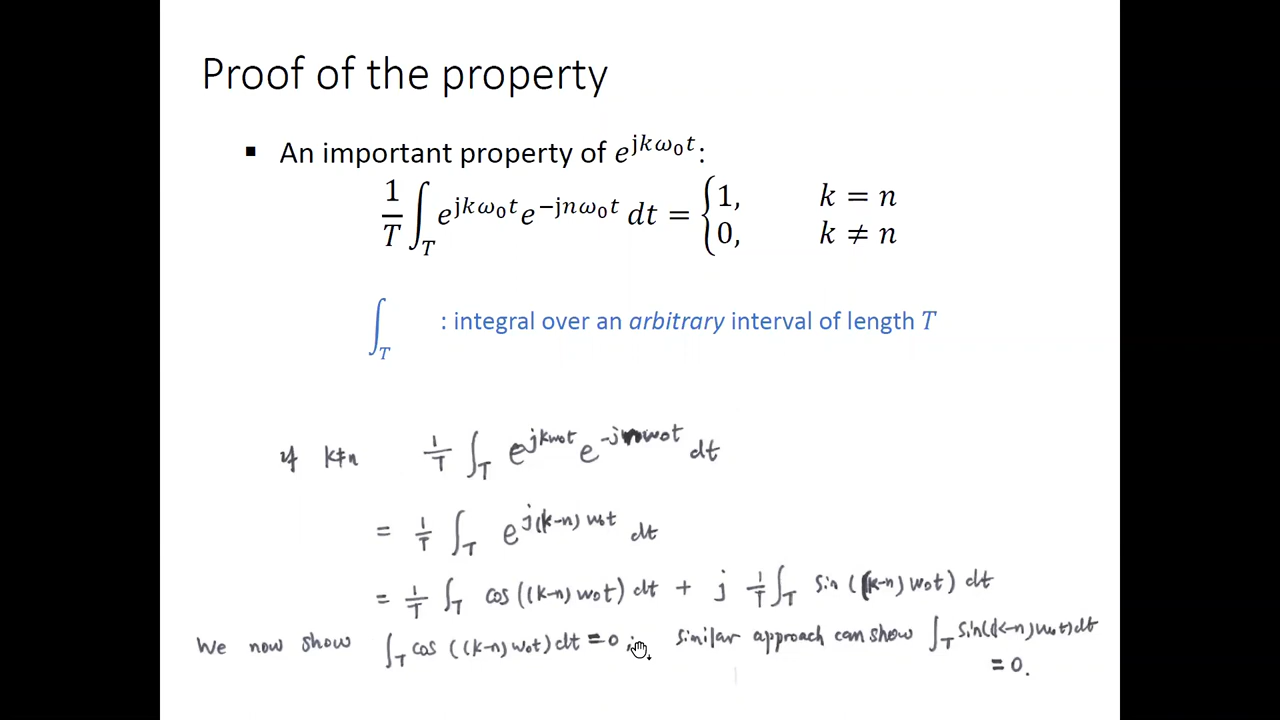 Proof of the property
▪ An important property of e^{jkω₀t}:
1/T ∫_T e^{jkω₀t} e^{−jnω₀t} dt = { 1, k = n
0, k ≠ n
∫_T : integral over an arbitrary interval of length T
if k≠n 1/T ∫_T e^{jkω₀t} e^{-jnω₀t} dt
= 1/T ∫_T e^{j(k-n)ω₀t} dt
= 1/T ∫_T cos((k-n)ω₀t) dt + j 1/T ∫_T sin((k-n)ω₀t) dt
We now show ∫_T cos((k-n)ω₀t) dt = 0 ; similar approach can show ∫_T sin((k-n)ω₀t) dt
= 0.